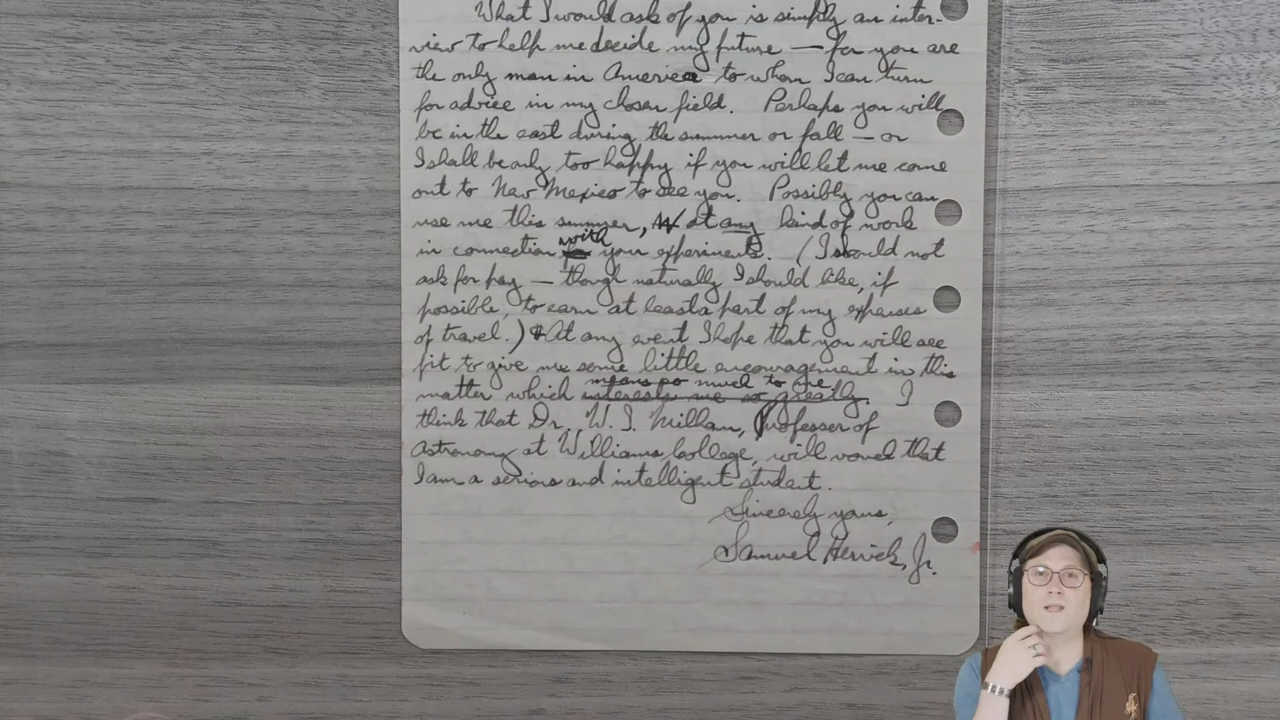 What I would ask of you is simply an inter-
view to help me decide my future — for you are
the only man in America to whom I can turn
for advice in my chosen field. Perhaps you will
be in the east during the summer or fall — or
I shall be only too happy if you will let me come
out to New Mexico to see you. Possibly you can
use me this summer, at any kind of work
with
in connection your experiments. (I should not
ask for pay — though naturally I should like, if
possible, to earn at least a part of my expenses
of travel.) At any event I hope that you will see
fit to give me some little encouragement in this
means so much to me
matter which interests me so greatly. I
think that Dr. W. I. Milham, Professor of
Astronomy at Williams College, will vouch that
I am a serious and intelligent student.
Sincerely yours,
Samuel Herrick, Jr.